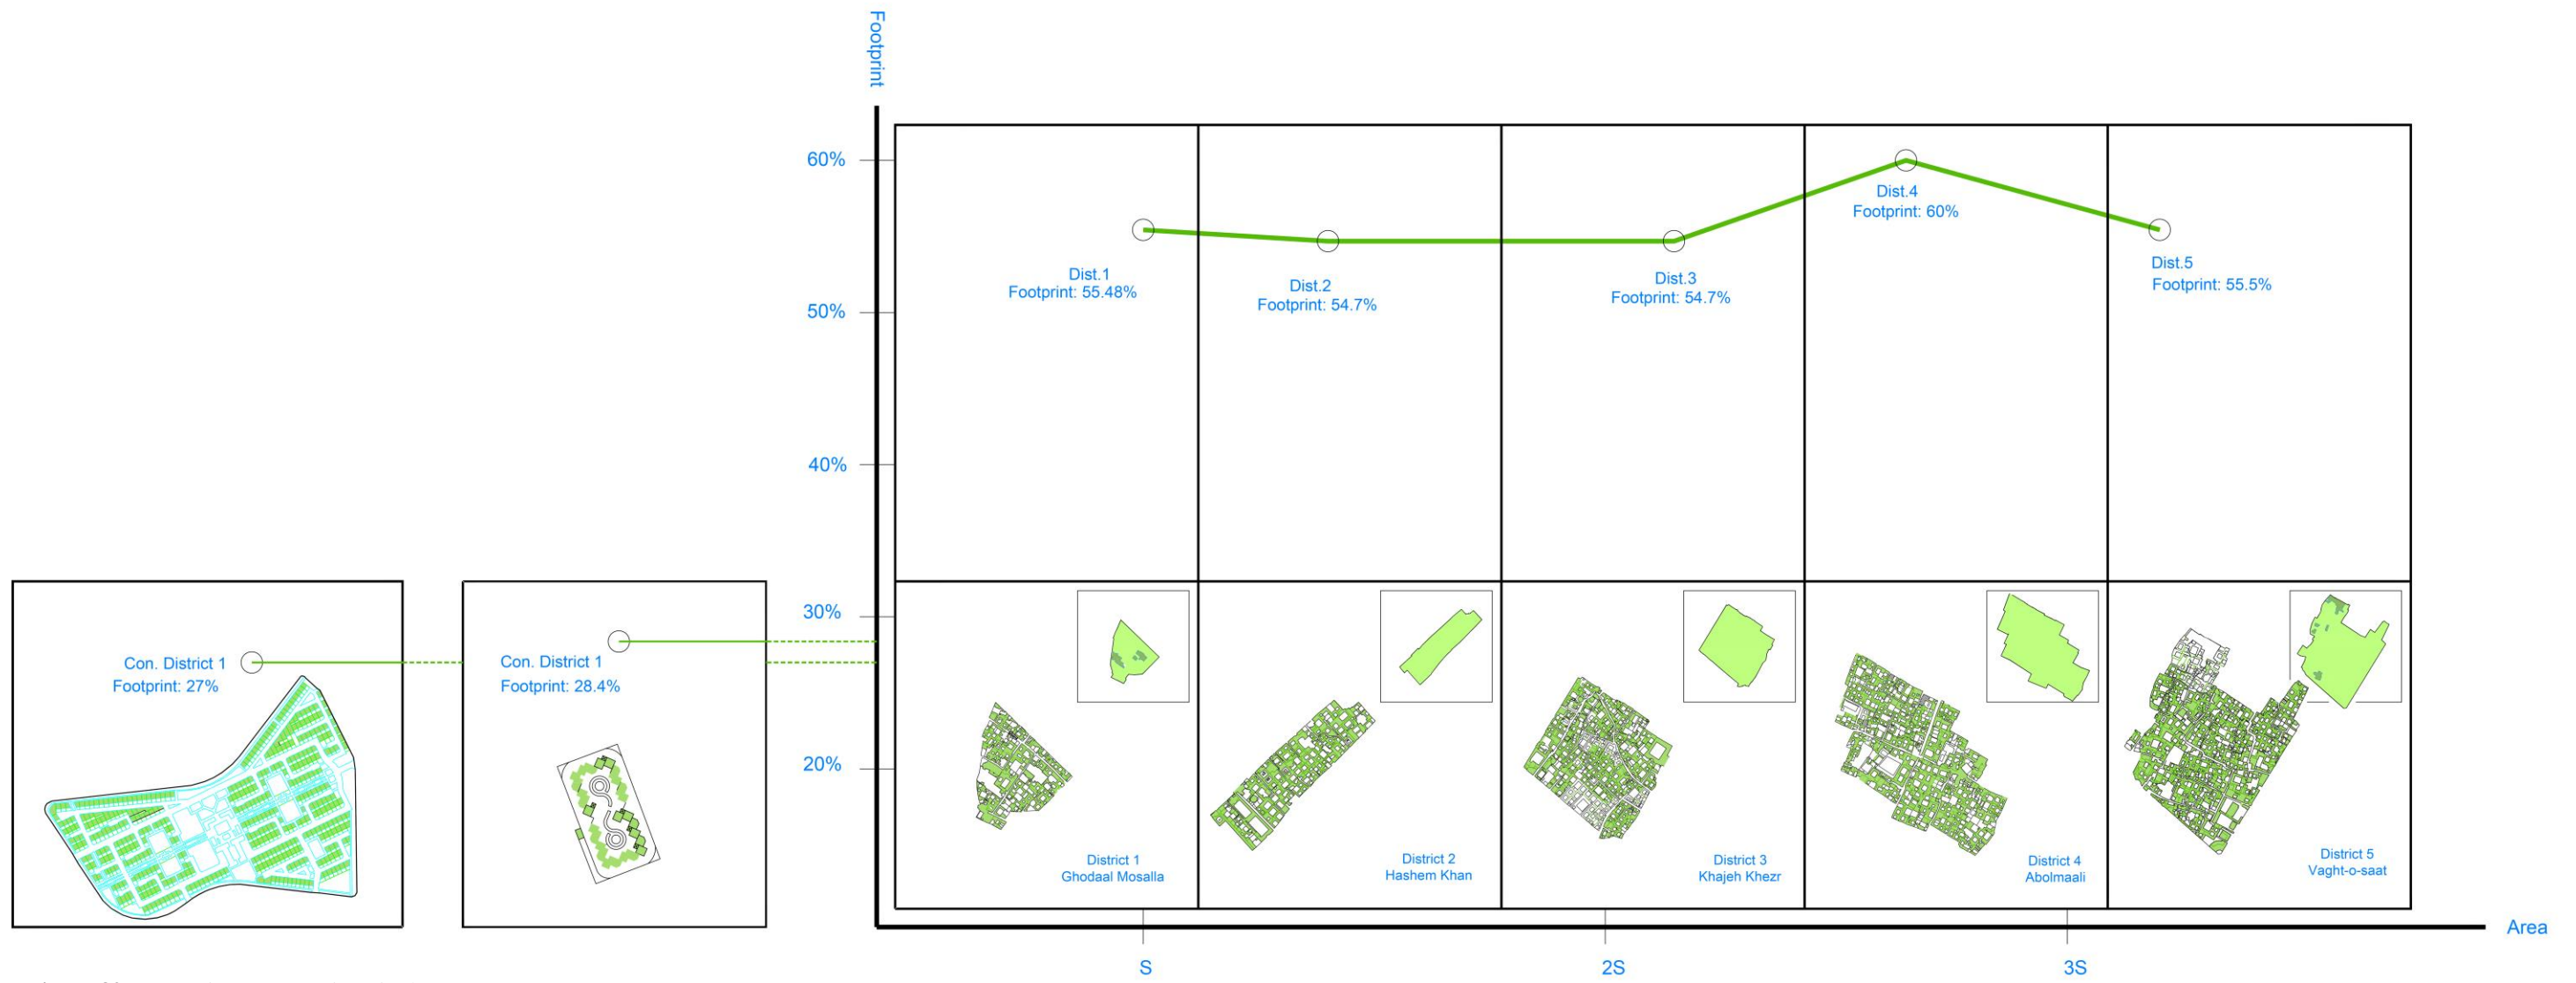 Footprint
60%
50%
40%
30%
20%
Dist.1
Footprint: 55.48%
Dist.2
Footprint: 54.7%
Dist.3
Footprint: 54.7%
Dist.4
Footprint: 60%
Dist.5
Footprint: 55.5%
Con. District 1
Footprint: 27%
Con. District 1
Footprint: 28.4%
District 1
Ghodaal Mosalla
District 2
Hashem Khan
District 3
Khajeh Khezr
District 4
Abolmaali
District 5
Vaght-o-saat
S
2S
3S
Area